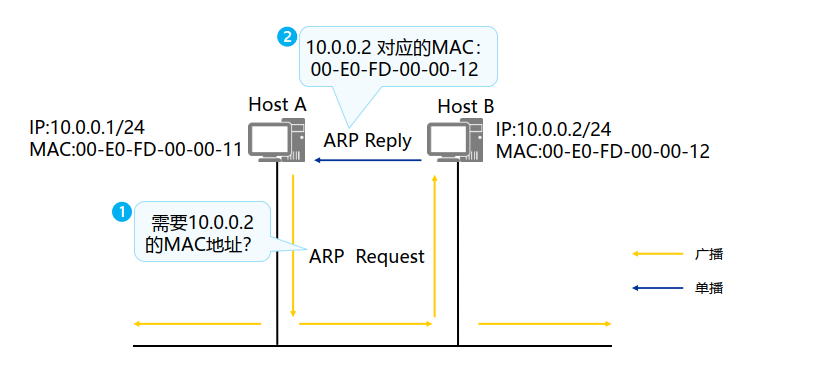 2
10.0.0.2 对应的MAC：
00-E0-FD-00-00-12
Host A
Host B
IP:10.0.0.1/24
MAC:00-E0-FD-00-00-11
ARP Reply
IP:10.0.0.2/24
MAC:00-E0-FD-00-00-12
1
需要10.0.0.2
的MAC地址？
ARP Request
广播
单播